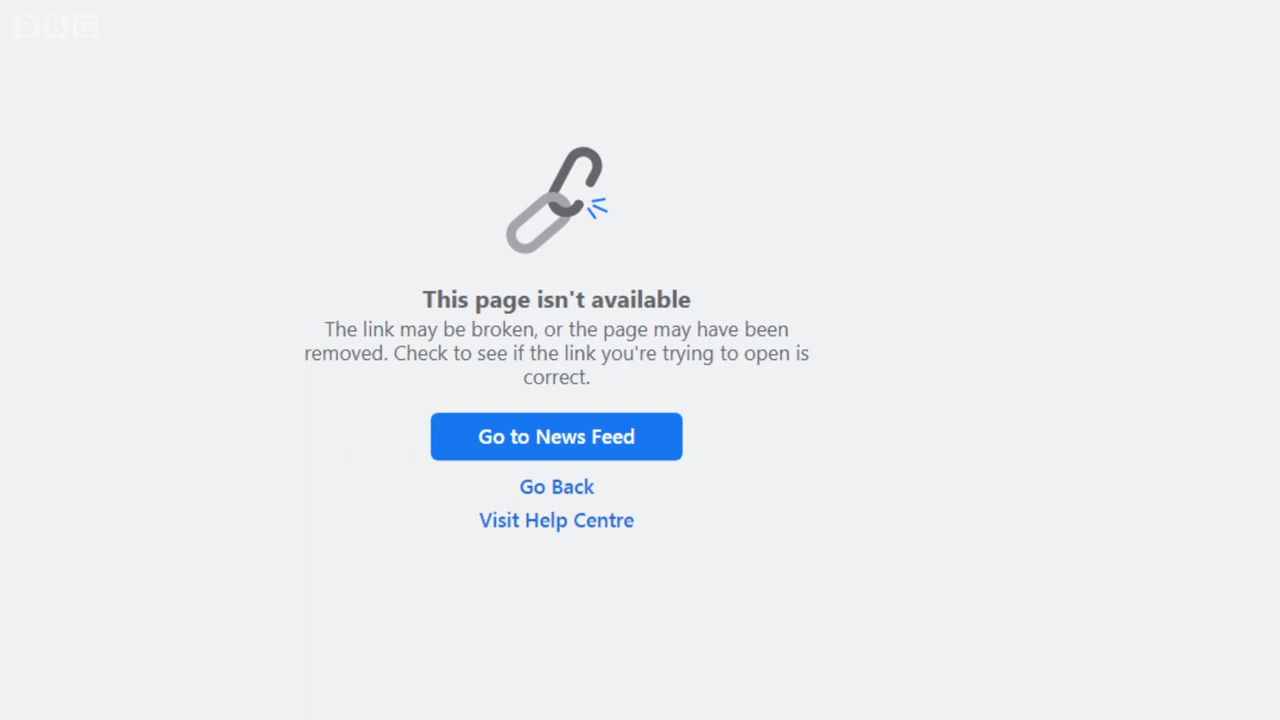 BBC
This page isn't available
The link may be broken, or the page may have been
removed. Check to see if the link you're trying to open is
correct.
Go to News Feed
Go Back
Visit Help Centre